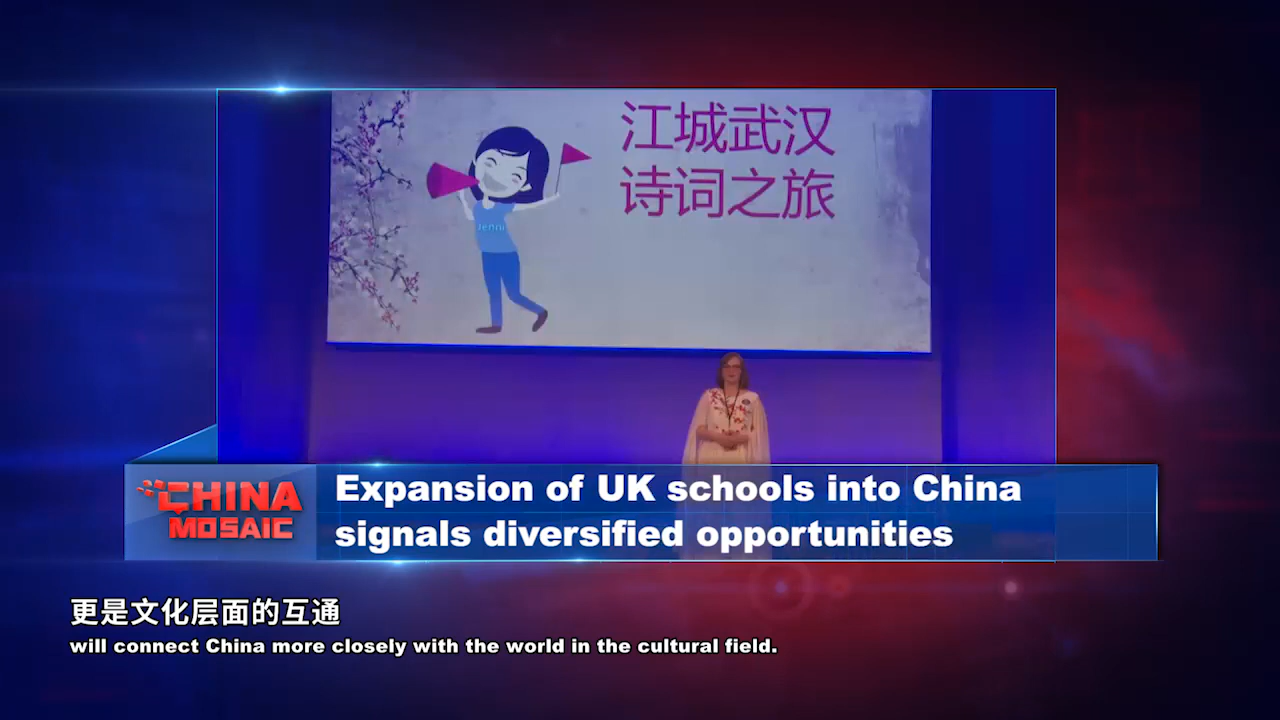 江城武汉
诗词之旅
Jenni
CHINA
MOSAIC
Expansion of UK schools into China
signals diversified opportunities
更是文化层面的互通
will connect China more closely with the world in the cultural field.